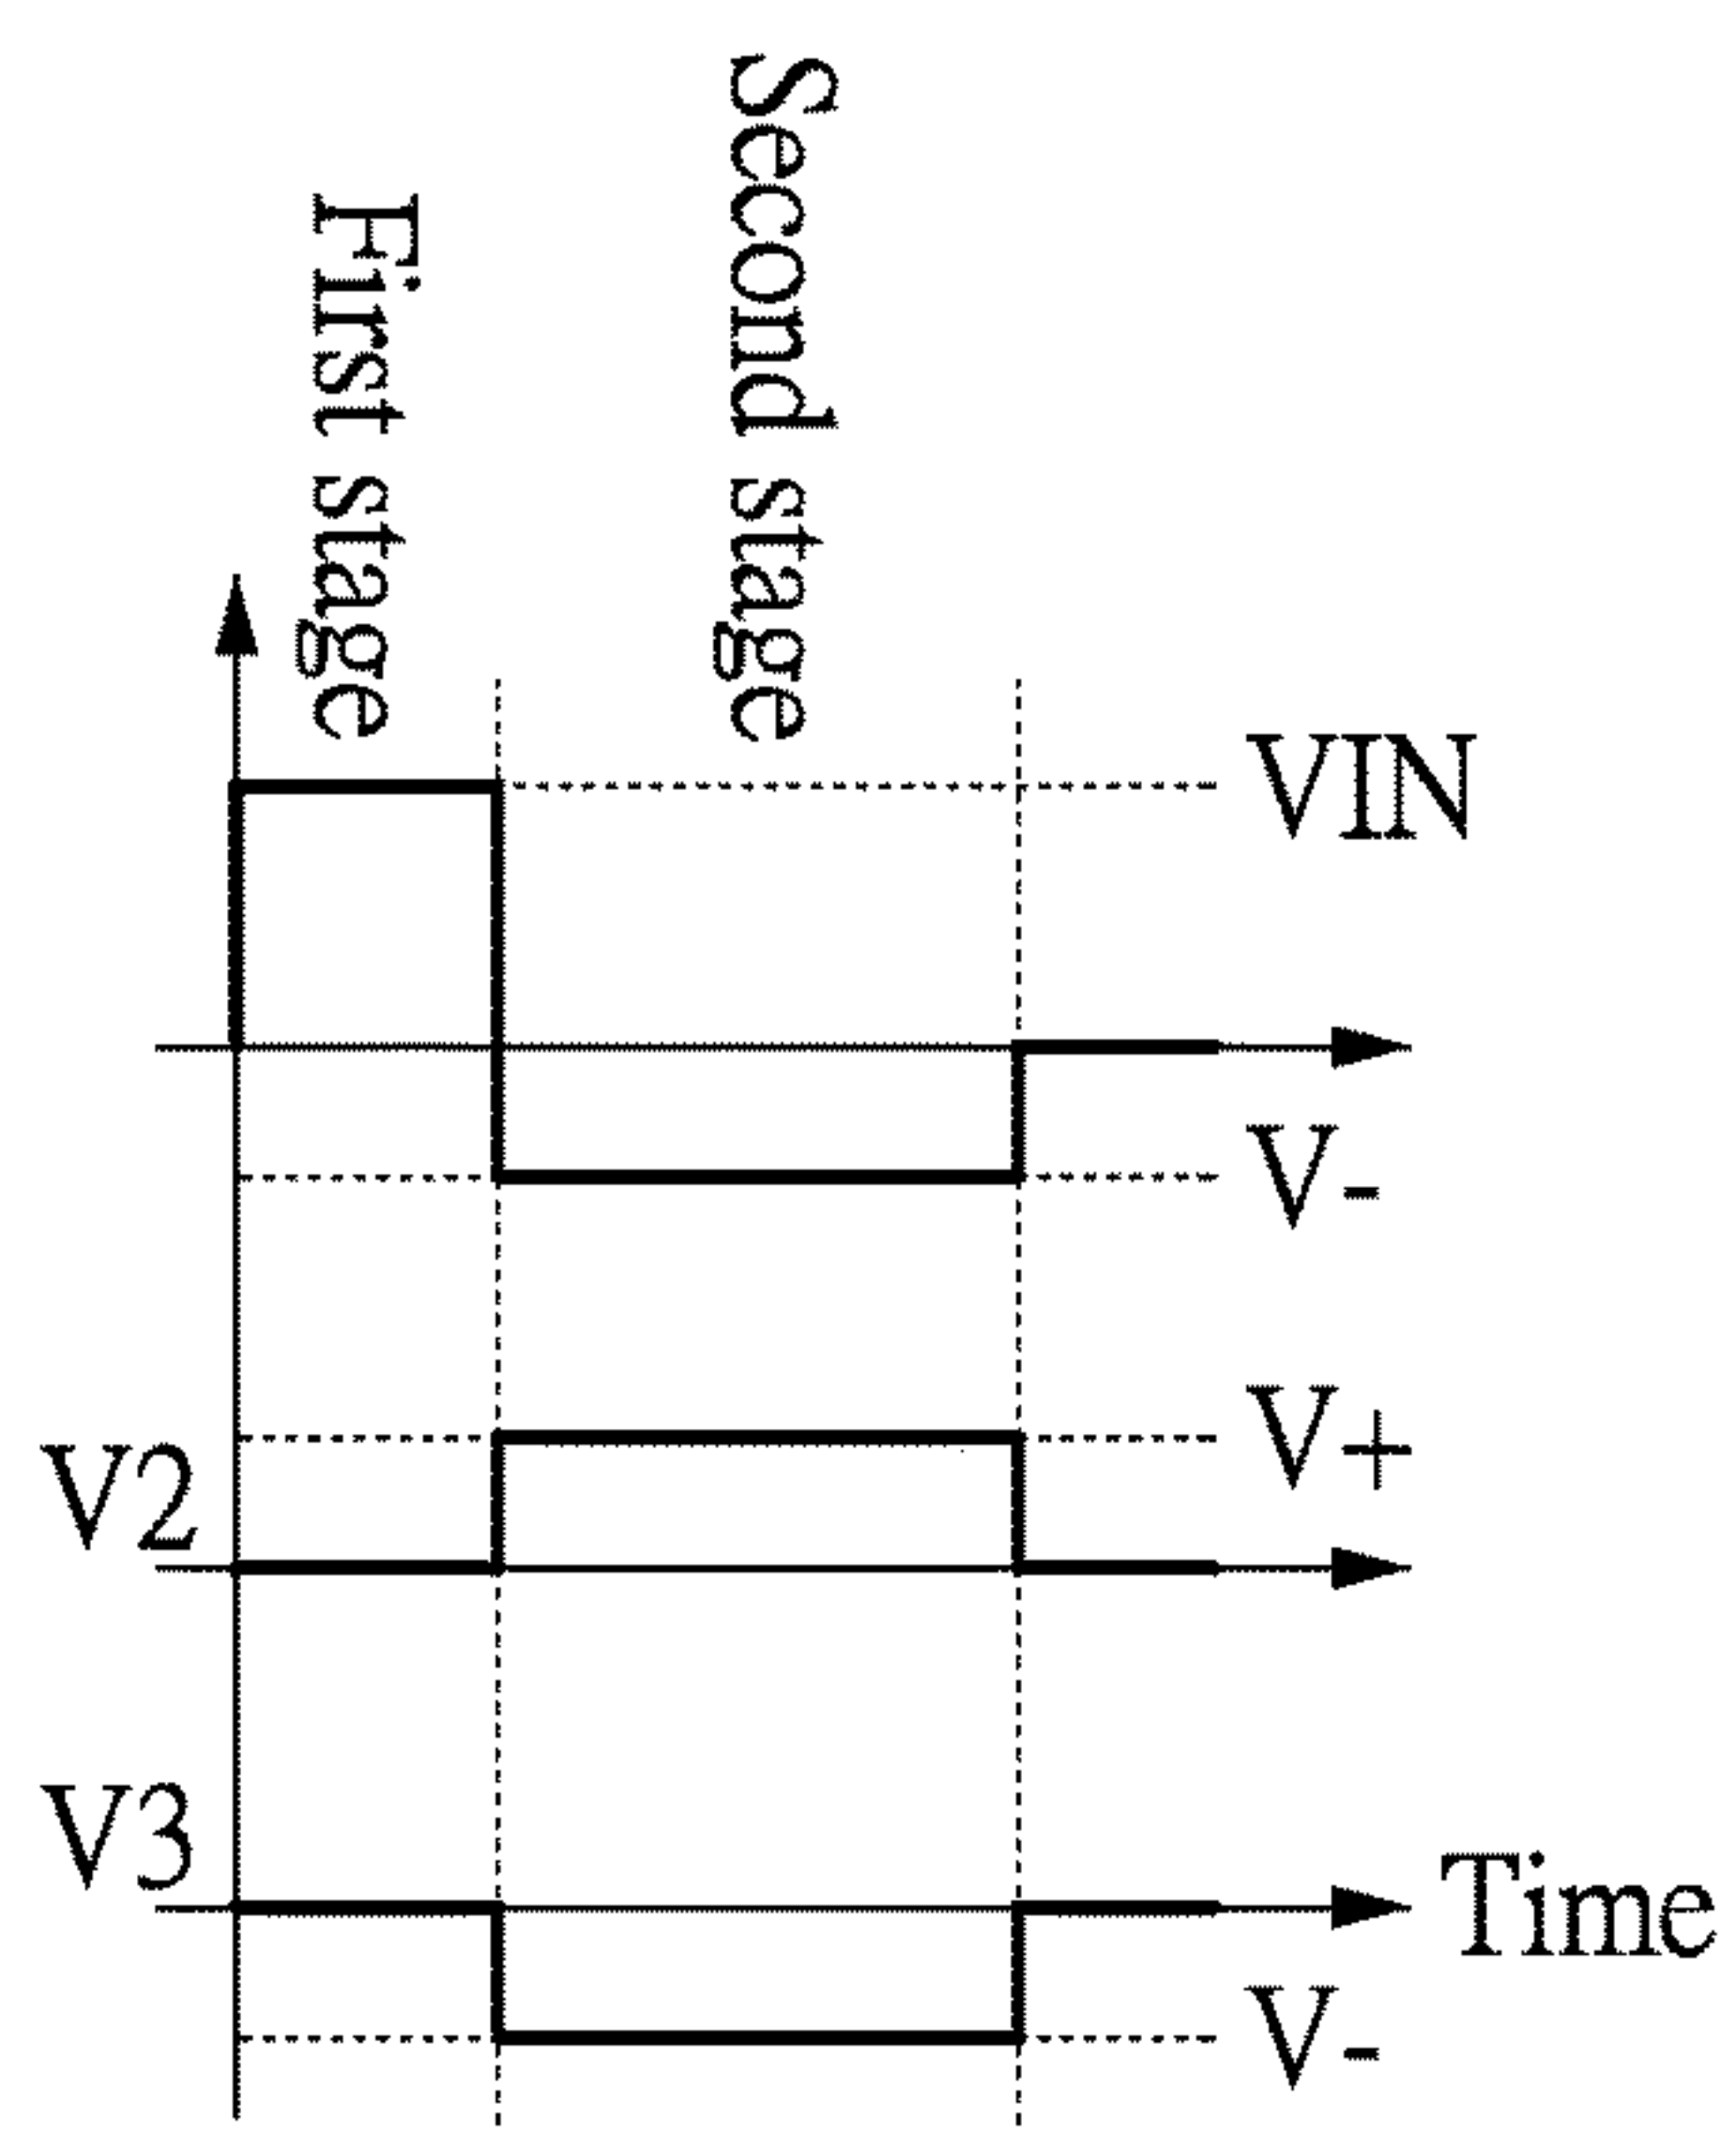 First stage
Second stage
VIN
V-
V+
V2
V3
Time
V-